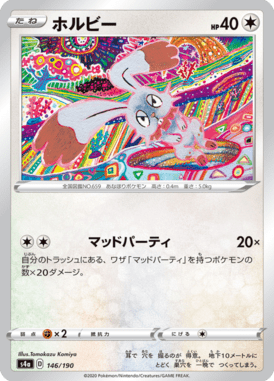 たね ホルビー HP40
全国図鑑NO.659 あなほりポケモン 高さ：0.4m 重さ：5.0kg
マッドパーティ 20×
自分のトラッシュにある、ワザ「マッドパーティ」を持つポケモンの
数×20ダメージ。
弱点 ×2 抵抗力 にげる
Illus.Tomokazu Komiya
s4a D 146/190
耳で 穴を 掘るのが 得意。 地下10メートルに
とどく 巣穴を 一晩で つくってしまう。
©2020 Pokémon/Nintendo/Creatures/GAME FREAK.